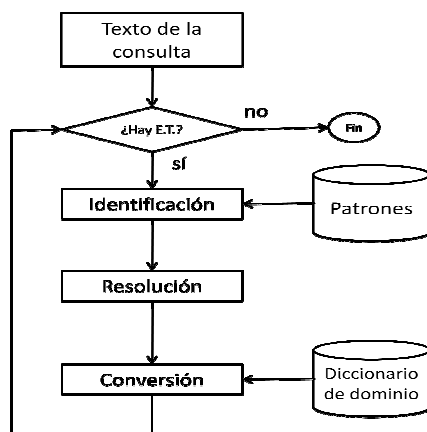 Texto de la
consulta
¿Hay E.T.?
no
Fin
sí
Identificación
Patrones
Resolución
Conversión
Diccionario
de dominio